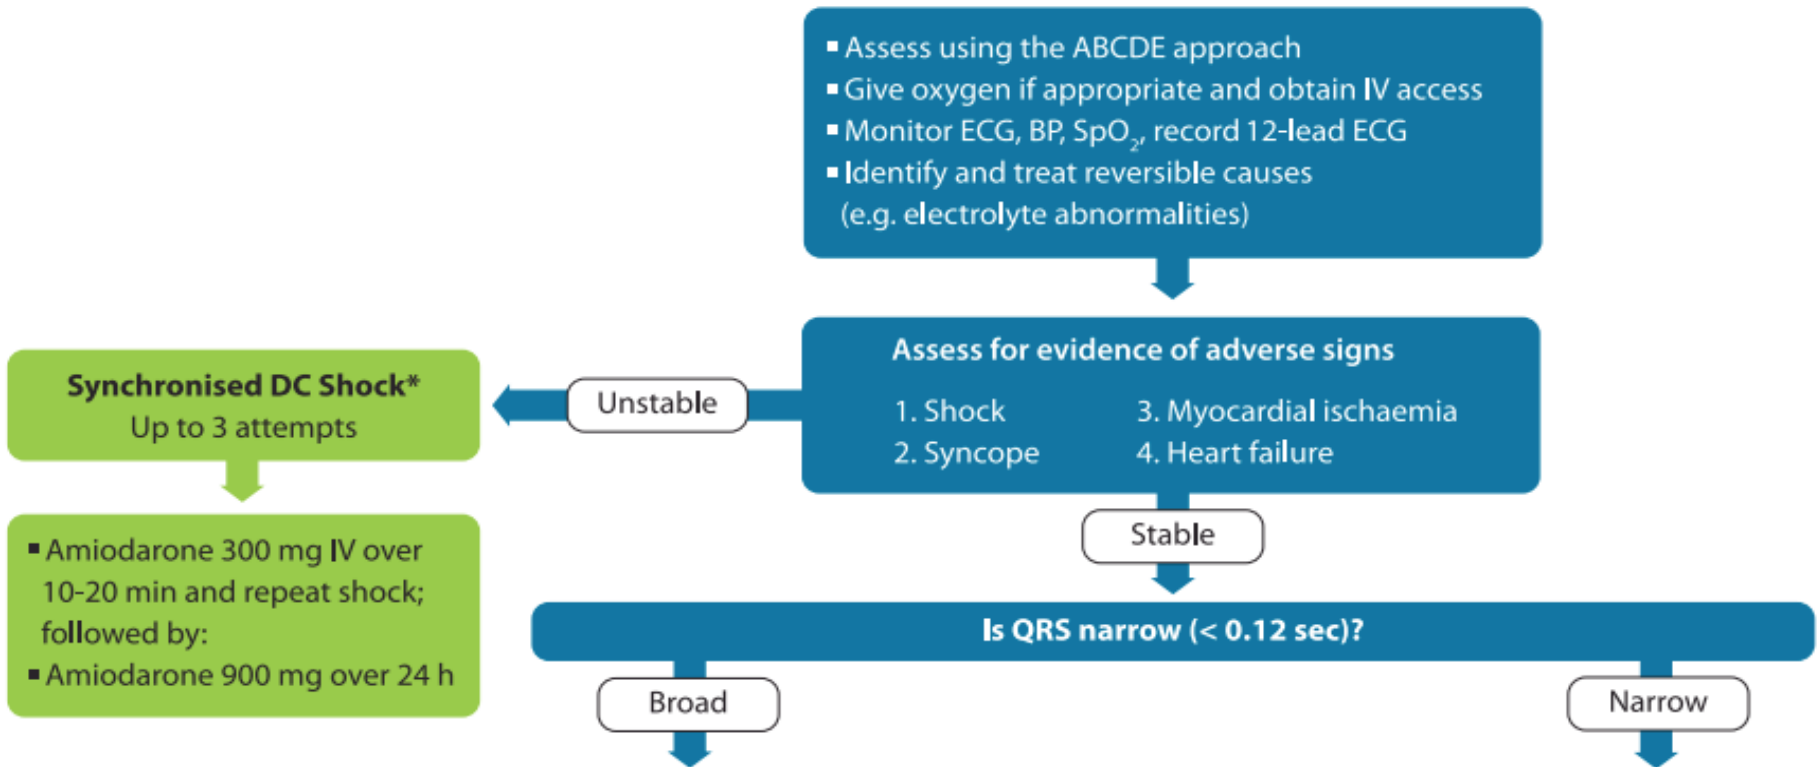 ▪ Assess using the ABCDE approach
▪ Give oxygen if appropriate and obtain IV access
▪ Monitor ECG, BP, SpO₂, record 12-lead ECG
▪ Identify and treat reversible causes
(e.g. electrolyte abnormalities)
Assess for evidence of adverse signs
1. Shock 3. Myocardial ischaemia
2. Syncope 4. Heart failure
Unstable
Synchronised DC Shock*
Up to 3 attempts
▪ Amiodarone 300 mg IV over
10-20 min and repeat shock;
followed by:
▪ Amiodarone 900 mg over 24 h
Stable
Is QRS narrow (< 0.12 sec)?
Broad
Narrow